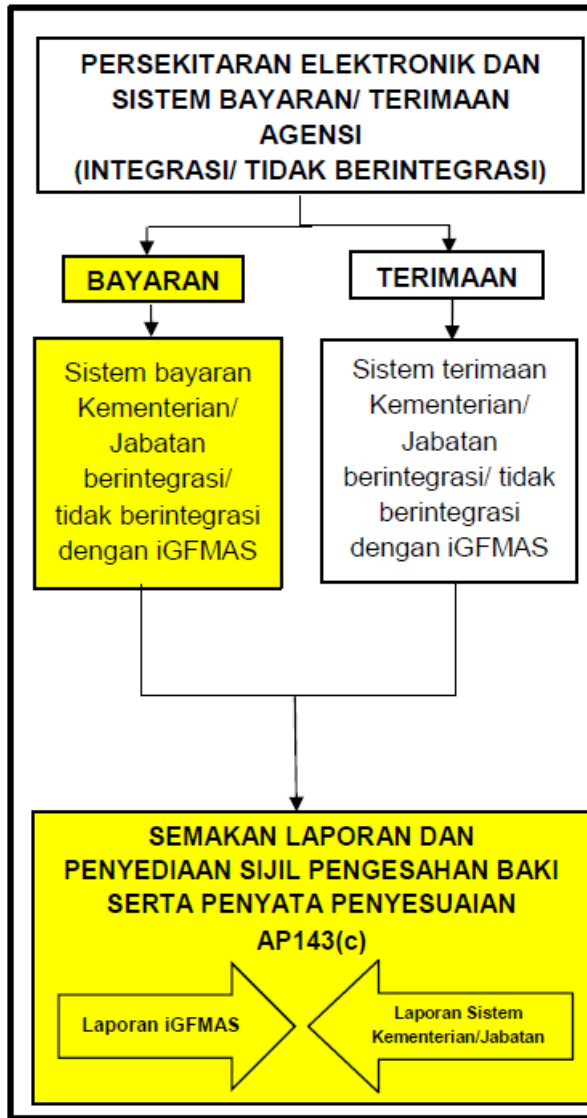 PERSEKITARAN ELEKTRONIK DAN
SISTEM BAYARAN/ TERIMAAN
AGENSI
(INTEGRASI/ TIDAK BERINTEGRASI)
BAYARAN
TERIMAAN
Sistem bayaran
Kementerian/
Jabatan
berintegrasi/
tidak berintegrasi
dengan iGFMAS
Sistem terimaan
Kementerian/
Jabatan
berintegrasi/ tidak
berintegrasi
dengan iGFMAS
SEMAKAN LAPORAN DAN
PENYEDIAAN SIJIL PENGESAHAN BAKI
SERTA PENYATA PENYESUAIAN
AP143(c)
Laporan iGFMAS
Laporan Sistem
Kementerian/Jabatan